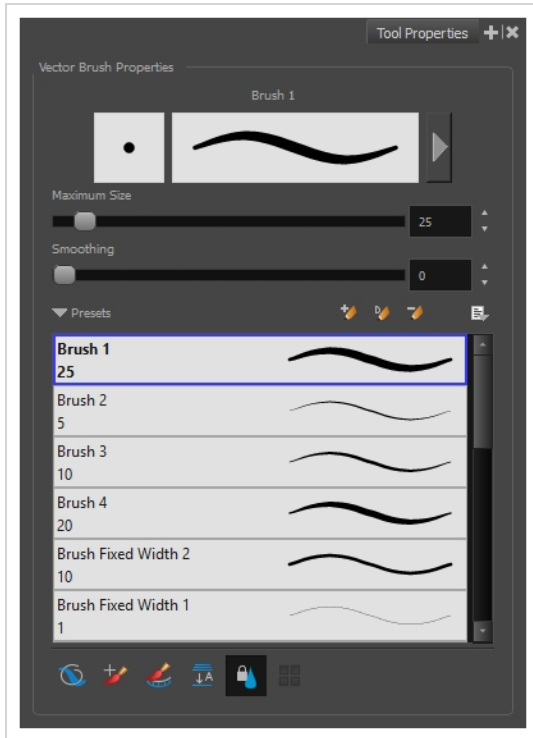 Tool Properties
Vector Brush Properties
Brush 1
Maximum Size
25
Smoothing
0
Presets
Brush 1
25
Brush 2
5
Brush 3
10
Brush 4
20
Brush Fixed Width 2
10
Brush Fixed Width 1
1